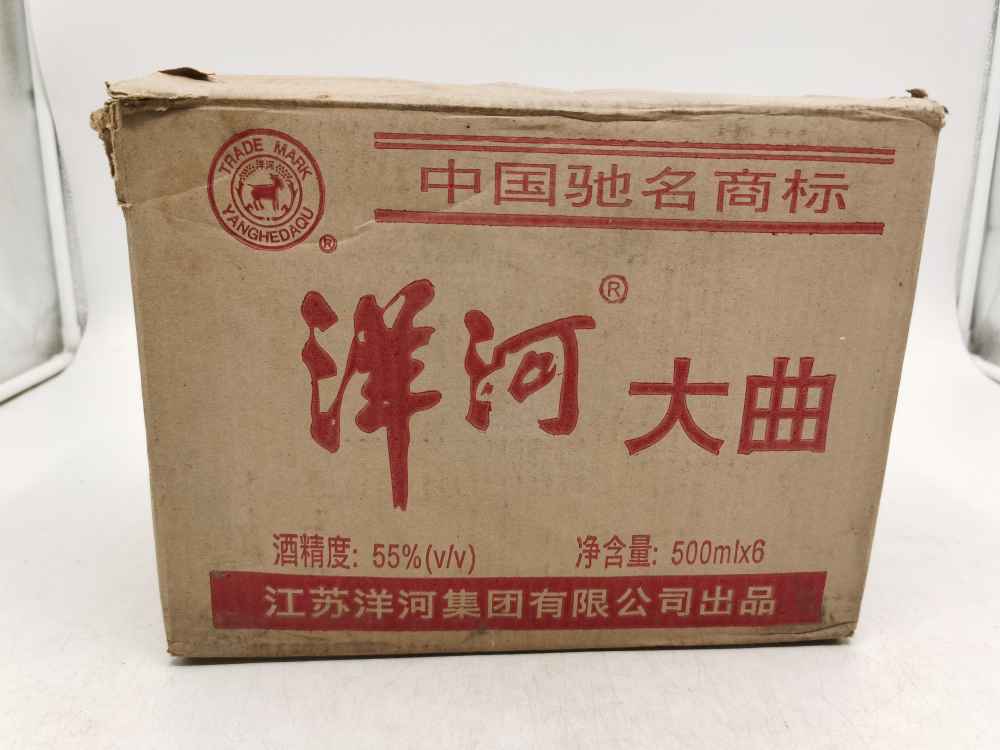 TRADE MARK
洋河
YANGHEDAQU
®
中国驰名商标
洋河®
大曲
酒精度: 55%(v/v)
净含量: 500mlx6
江苏洋河集团有限公司出品